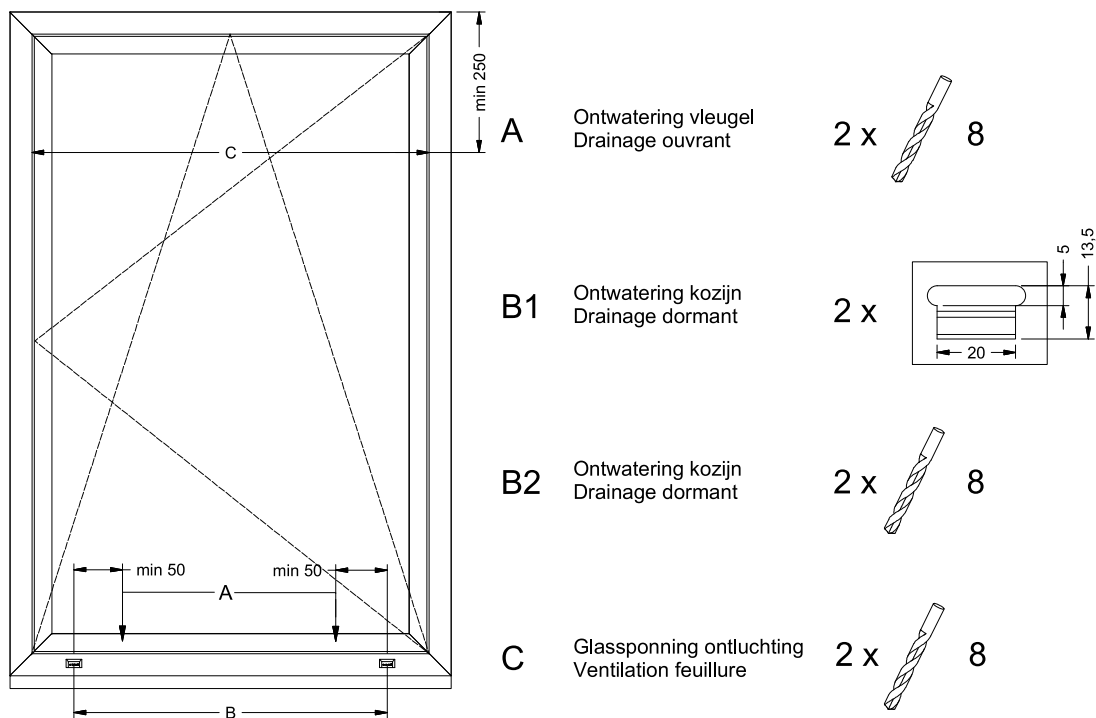 min 250
C
min 50
min 50
A
B
A
Ontwatering vleugel
Drainage ouvrant
2 x
8
B1
Ontwatering kozijn
Drainage dormant
2 x
5
13,5
20
B2
Ontwatering kozijn
Drainage dormant
2 x
8
C
Glassponning ontluchting
Ventilation feuillure
2 x
8